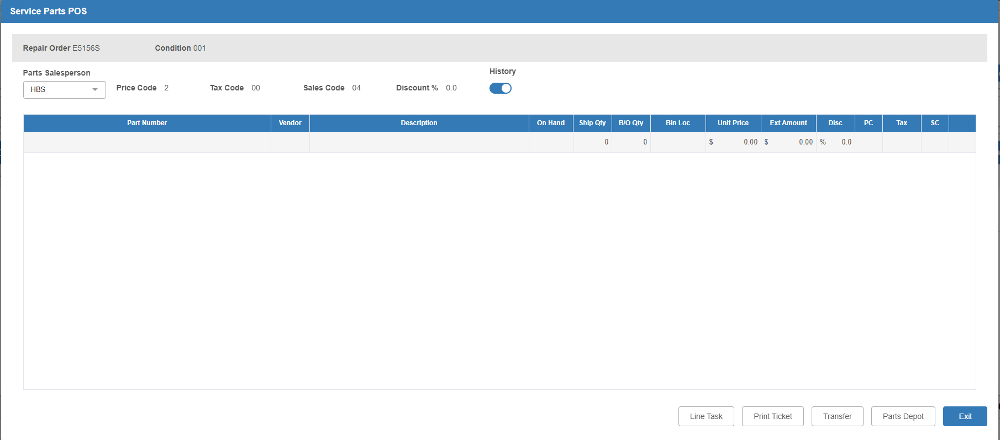 Service Parts POS
Repair Order E5156S Condition 001
Parts Salesperson History
HBS Price Code 2 Tax Code 00 Sales Code 04 Discount % 0.0
Part Number Vendor Description On Hand Ship Qty B/O Qty Bin Loc Unit Price Ext Amount Disc PC Tax SC
0 0 $ 0.00 $ 0.00 % 0.0
Line Task Print Ticket Transfer Parts Depot Exit